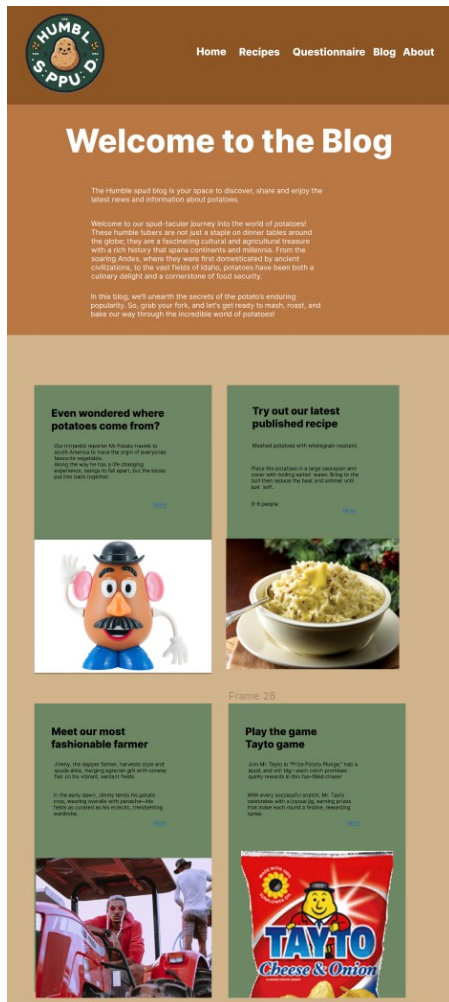 THE
HUMBL
S·PPU·D.
Home Recipes Questionnaire Blog About
Welcome to the Blog
The Humble spud blog is your space to discover, share and enjoy the
latest news and information about potatoes.
Welcome to our spud-tacular journey into the world of potatoes!
These humble tubers are not just a staple on dinner tables around
the globe; they are a fascinating cultural and agricultural treasure
with a rich history that spans continents and millennia. From the
soaring Andes, where they were first domesticated by ancient
civilizations, to the vast fields of Idaho, potatoes have been both a
culinary delight and a cornerstone of food security.
In this blog, we'll unearth the secrets of the potato's enduring
popularity. So, grab your fork, and let's get ready to mash, roast, and
bake our way through the incredible world of potatoes!
Even wondered where
potatoes come from?
Our intrpedid reporter Mr Potato travels to
south America to trace the orgin of everyones
favourite vegetable.
Along the way he has a life changing
experience, beings to fall apart, but the locals
put him back together.
More
Try out our latest
published recipe
Mashed potatoes with wholegrain mustard.
Place the potatoes in a large saucepan and
cover with boiling salted water. Bring to the
boil then reduce the heat and simmer until
just soft.
6-8 people
More
Meet our most
fashionable farmer
Jimmy, the dapper farmer, harvests style and
spuds alike, merging agrarian grit with runway
flair on his vibrant, verdant fields.
In the early dawn, Jimmy tends his potato
crop, wearing overalls with panache—his
fields as curated as his eclectic, trendsetting
wardrobe.
More
Frame 28
Play the game
Tayto game
Join Mr. Tayto in "Prize Potato Plunge," nab a
spud, and win big—each catch promises
quirky rewards in this fun-filled chase!
With every successful snatch, Mr. Tayto
celebrates with a joyous jig, earning prizes
that make each round a festive, rewarding
spree.
More
MADE WITH 100%
SUNFLOWER OIL
TAYTO
Cheese & Onion